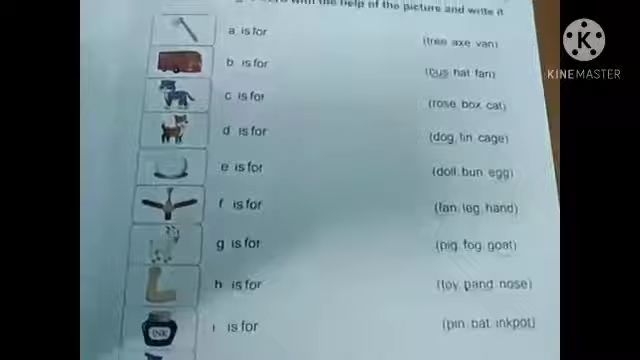 with the help of the picture and write it
a is for (tree axe van)
b is for (bus hat fan)
c is for (rose box cat)
d is for (dog tin cage)
e is for (doll bun egg)
f is for (fan leg hand)
g is for (pig fog goat)
h is for (toy hand nose)
i is for (pin bat inkpot)
INK
KINEMASTER